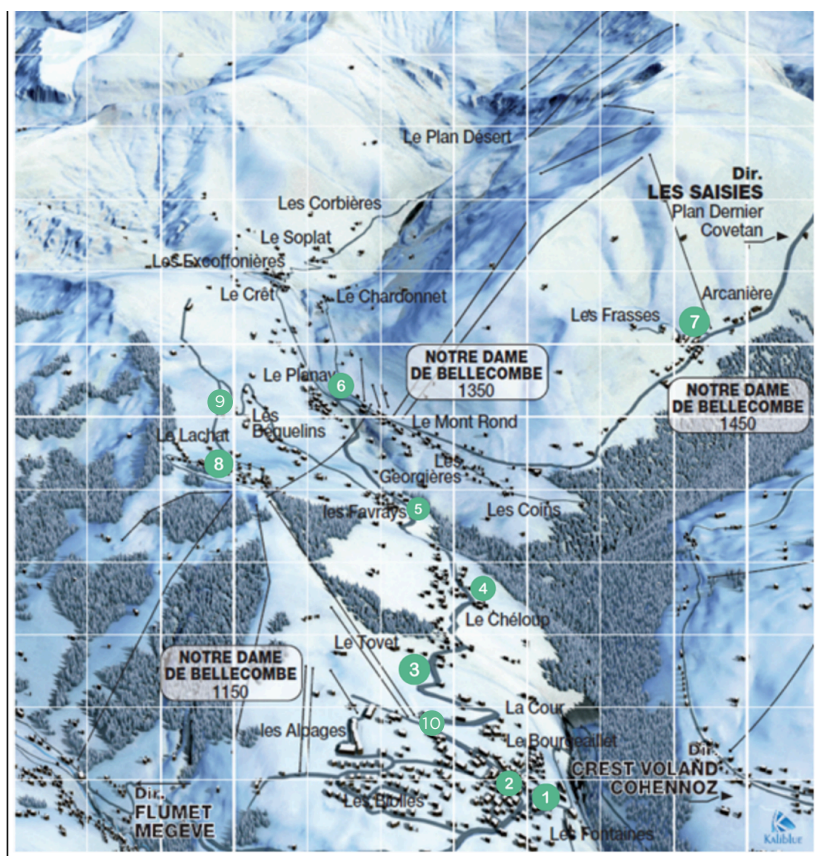 Le Plan Désert
Dir.
LES SAISIES
Plan Dernier
Covetan
Les Corbières
Le Soplat
Les Excoffonières
Le Crêt
Le Chardonnet
Arcanière
Les Frasses
7
NOTRE DAME
DE BELLECOMBE
1350
Le Planay
6
NOTRE DAME
DE BELLECOMBE
1450
9
Les
Béguelins
Le Mont Rond
Le Lachat
8
Les
Georgières
les Favrays
5
Les Coins
4
Le Chéloup
Le Tovet
3
NOTRE DAME
DE BELLECOMBE
1150
La Cour
10
les Alpages
Le Bourgeaillet
Dir.
CREST VOLAND
COHENNOZ
2
1
Les Biolles
Dir.
FLUMET
MEGÈVE
Les Fontaines
Kaliblue